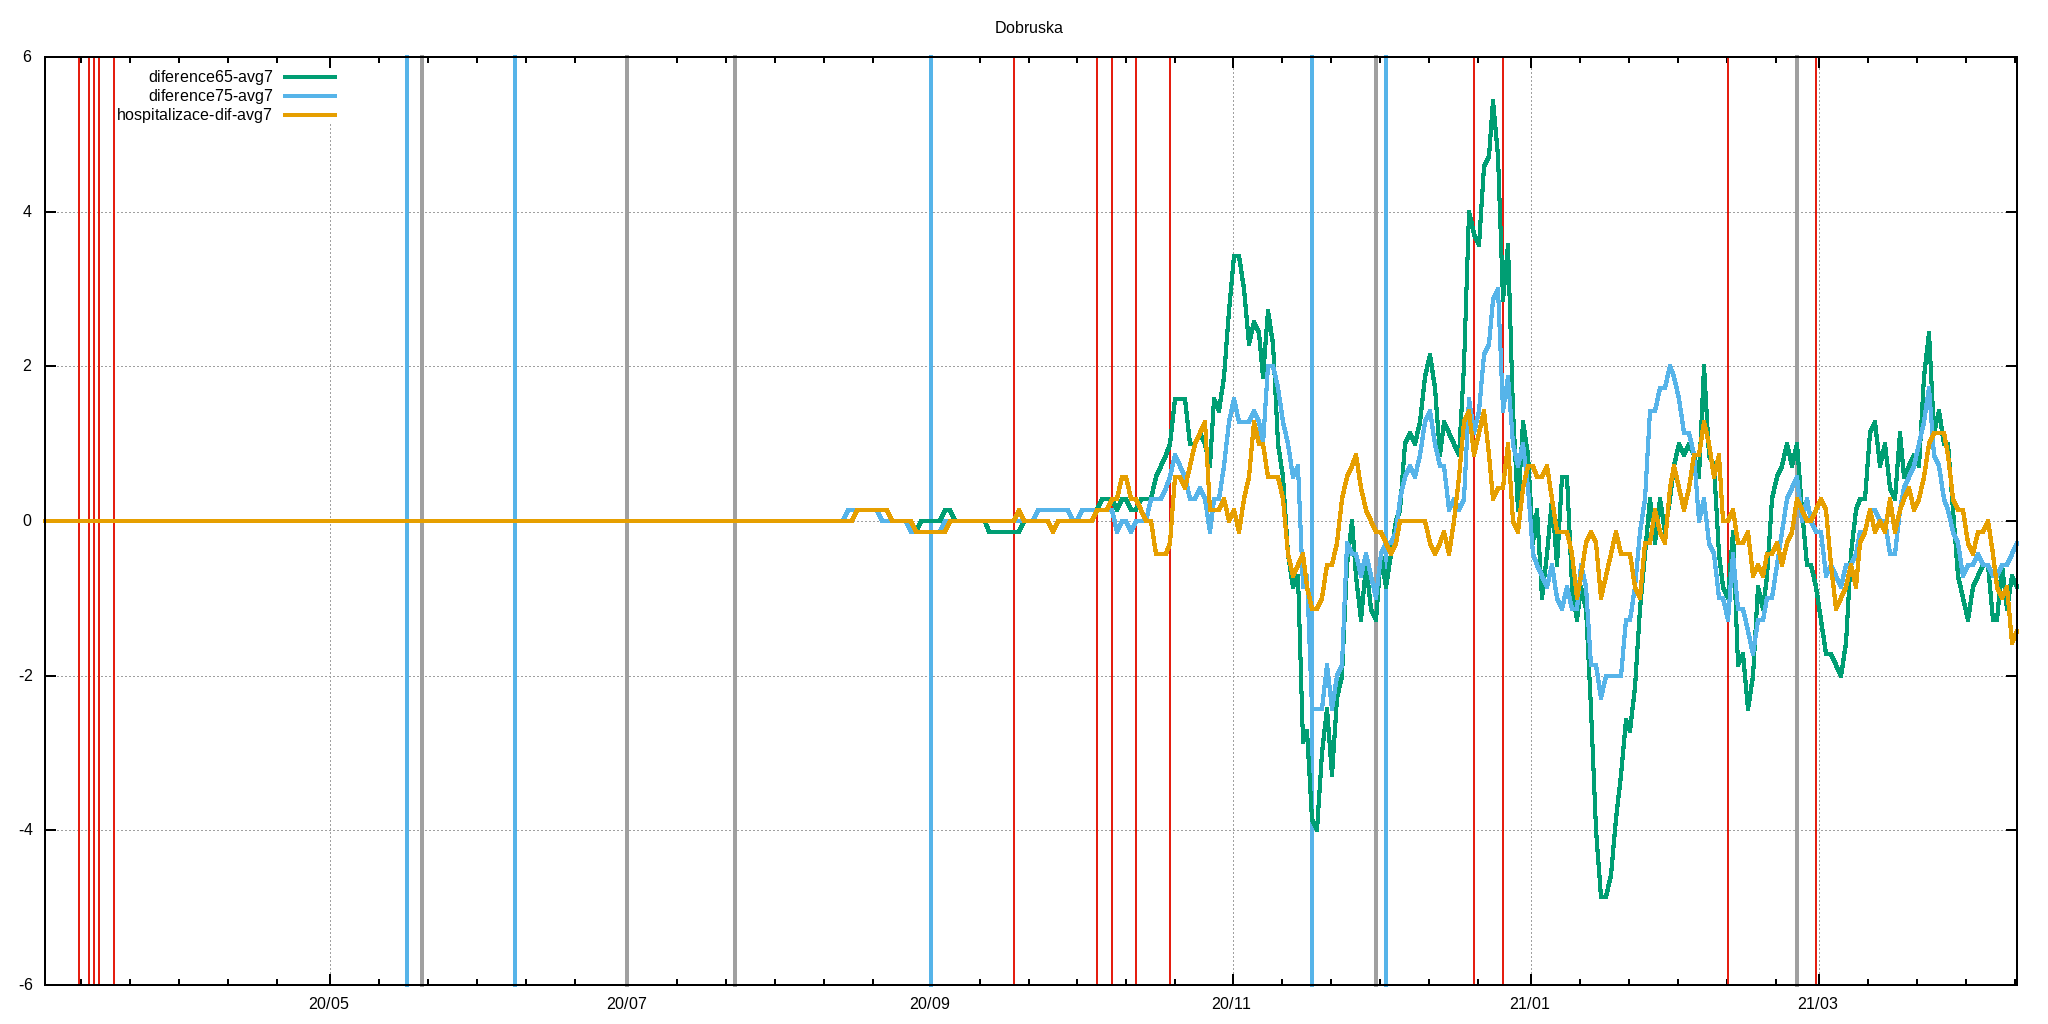 Dobruska
6
diference65-avg7
diference75-avg7
hospitalizace-dif-avg7
4
2
0
-2
-4
-6
20/05 20/07 20/09 20/11 21/01 21/03